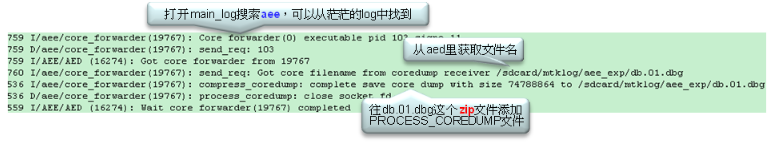 打开main_log搜索aee，可以从茫茫的log中找到
759 I/aee/core_forwarder(19767): Core forwarder(0) executable pid 103
759 D/aee/core_forwarder(19767): send_req: 103
从aed里获取文件名
559 I/AEE/AED (16274): Got core forwarder from 19767
760 I/aee/core_forwarder(19767): send_req: Got core filename from coredump receiver /sdcard/mtklog/aee_exp/db.01.dbg
536 I/aee/core_forwarder(19767): compress_coredump: complete save core dump with size 74788864 to /sdcard/mtklog/aee_exp/db.01.dbg
536 D/aee/core_forwarder(19767): process_coredump: close socket fd
559 I/AEE/AED (16274): Wait core forwarder(19767) completed
往db.01.dbg这个zip文件添加
PROCESS_COREDUMP文件